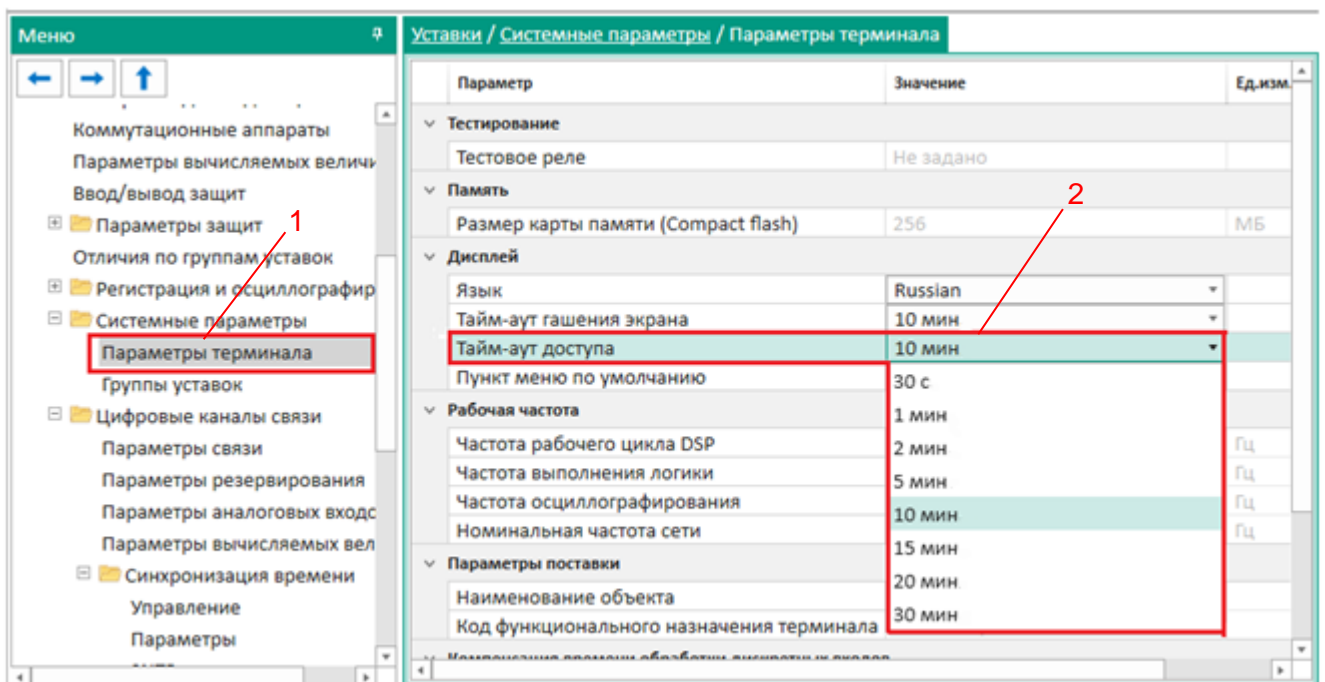 Меню
Коммутационные аппараты
Параметры вычисляемых величи
Ввод/вывод защит
Параметры защит
1
Отличия по группам уставок
Регистрация и осциллографир
Системные параметры
Параметры терминала
Группы уставок
Цифровые каналы связи
Параметры связи
Параметры резервирования
Параметры аналоговых входс
Параметры вычисляемых вел
Синхронизация времени
Управление
Параметры
Уставки / Системные параметры / Параметры терминала
Параметр Значение Ед.изм.
Тестирование
Тестовое реле Не задано
Память
2
Размер карты памяти (Compact flash) 256 МБ
Дисплей
Язык Russian
Тайм-аут гашения экрана 10 мин
Тайм-аут доступа 10 мин
Пункт меню по умолчанию
30 с
1 мин
2 мин
5 мин
10 мин
15 мин
20 мин
30 мин
Рабочая частота
Частота рабочего цикла DSP Гц
Частота выполнения логики Гц
Частота осциллографирования Гц
Номинальная частота сети Гц
Параметры поставки
Наименование объекта
Код функционального назначения терминала
Компенсация времени обработки дискретных входов